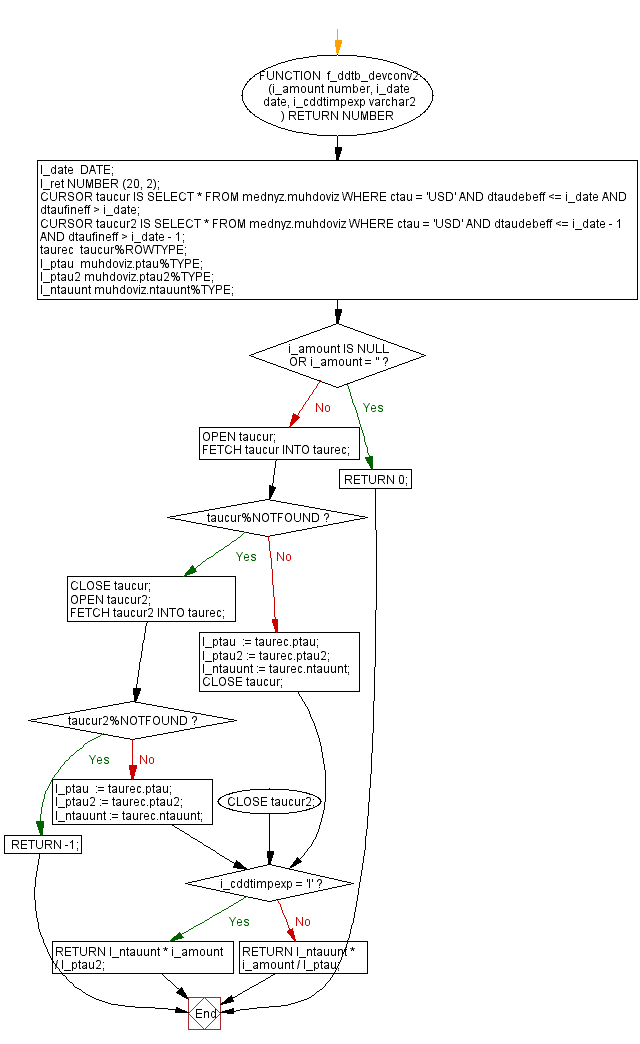 FUNCTION f_ddtb_devconv2
(i_amount number, i_date
date, i_cddtimpexp varchar2
) RETURN NUMBER
l_date DATE;
l_ret NUMBER (20, 2);
CURSOR taucur IS SELECT * FROM mednyz.muhdoviz WHERE ctau = 'USD' AND dtaudebeff <= i_date AND
dtaufineff > i_date;
CURSOR taucur2 IS SELECT * FROM mednyz.muhdoviz WHERE ctau = 'USD' AND dtaudebeff <= i_date - 1
AND dtaufineff > i_date - 1;
taurec taucur%ROWTYPE;
l_ptau muhdoviz.ptau%TYPE;
l_ptau2 muhdoviz.ptau2%TYPE;
l_ntauunt muhdoviz.ntauunt%TYPE;
i_amount IS NULL
OR i_amount = '' ?
No
Yes
OPEN taucur;
FETCH taucur INTO taurec;
RETURN 0;
taucur%NOTFOUND ?
Yes
No
CLOSE taucur;
OPEN taucur2;
FETCH taucur2 INTO taurec;
l_ptau := taurec.ptau;
l_ptau2 := taurec.ptau2;
l_ntauunt := taurec.ntauunt;
CLOSE taucur;
taucur2%NOTFOUND ?
Yes
No
l_ptau := taurec.ptau;
l_ptau2 := taurec.ptau2;
l_ntauunt := taurec.ntauunt;
CLOSE taucur2;
RETURN -1;
i_cddtimpexp = 'I' ?
Yes
No
RETURN l_ntauunt * i_amount
/ l_ptau2;
RETURN l_ntauunt *
i_amount / l_ptau;
End